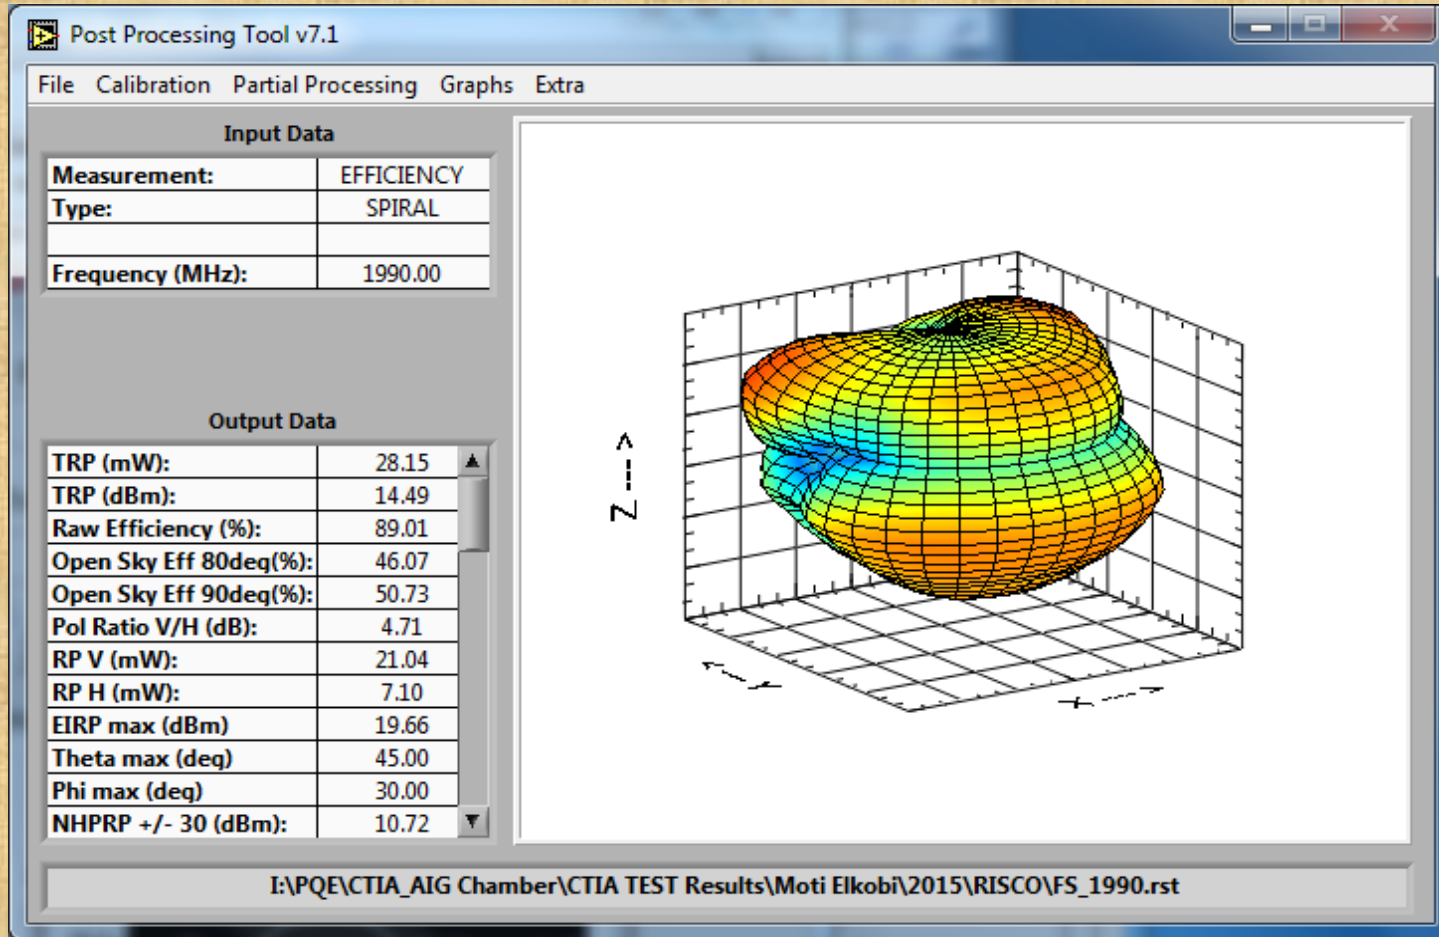 Post Processing Tool v7.1
File Calibration Partial Processing Graphs Extra
Input Data
Measurement: EFFICIENCY
Type: SPIRAL
Frequency (MHz): 1990.00
Output Data
TRP (mW): 28.15
TRP (dBm): 14.49
Raw Efficiency (%): 89.01
Open Sky Eff 80deg(%): 46.07
Open Sky Eff 90deg(%): 50.73
Pol Ratio V/H (dB): 4.71
RP V (mW): 21.04
RP H (mW): 7.10
EIRP max (dBm) 19.66
Theta max (deg) 45.00
Phi max (deg) 30.00
NHPRP +/- 30 (dBm): 10.72
Z --->
<--- Y
X --->
I:\PQE\CTIA_AIG Chamber\CTIA TEST Results\Moti Elkobi\2015\RISCO\FS_1990.rst